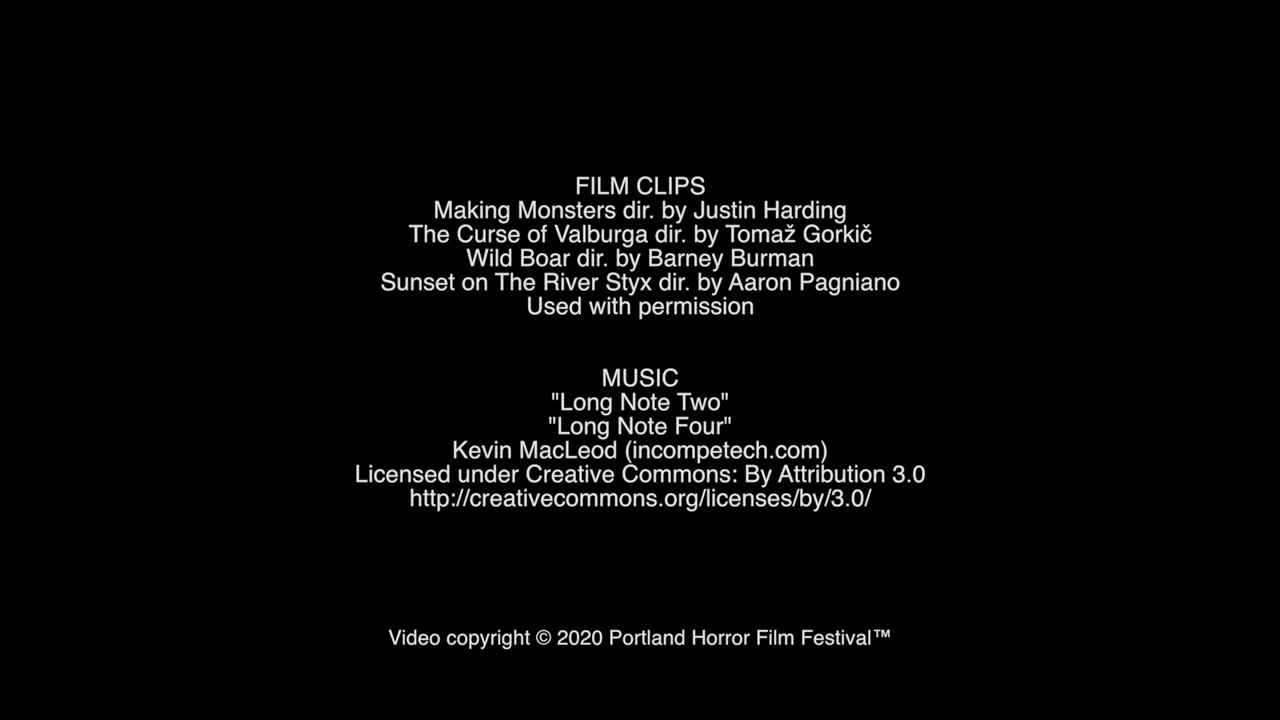 FILM CLIPS
Making Monsters dir. by Justin Harding
The Curse of Valburga dir. by Tomaž Gorkič
Wild Boar dir. by Barney Burman
Sunset on The River Styx dir. by Aaron Pagniano
Used with permission
MUSIC
"Long Note Two"
"Long Note Four"
Kevin MacLeod (incompetech.com)
Licensed under Creative Commons: By Attribution 3.0
http://creativecommons.org/licenses/by/3.0/
Video copyright © 2020 Portland Horror Film Festival™